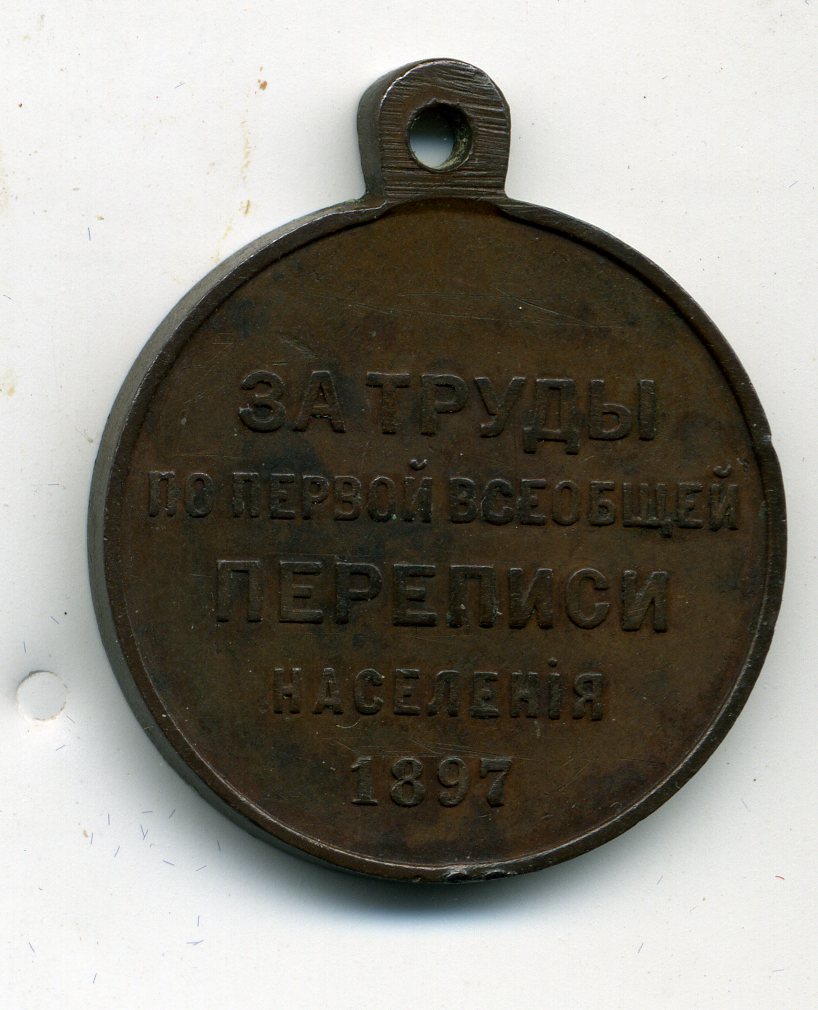 ЗА ТРУДЫ
ПО ПЕРВОЙ ВСЕОБЩЕЙ
ПЕРЕПИСИ
НАСЕЛЕНІЯ
1897